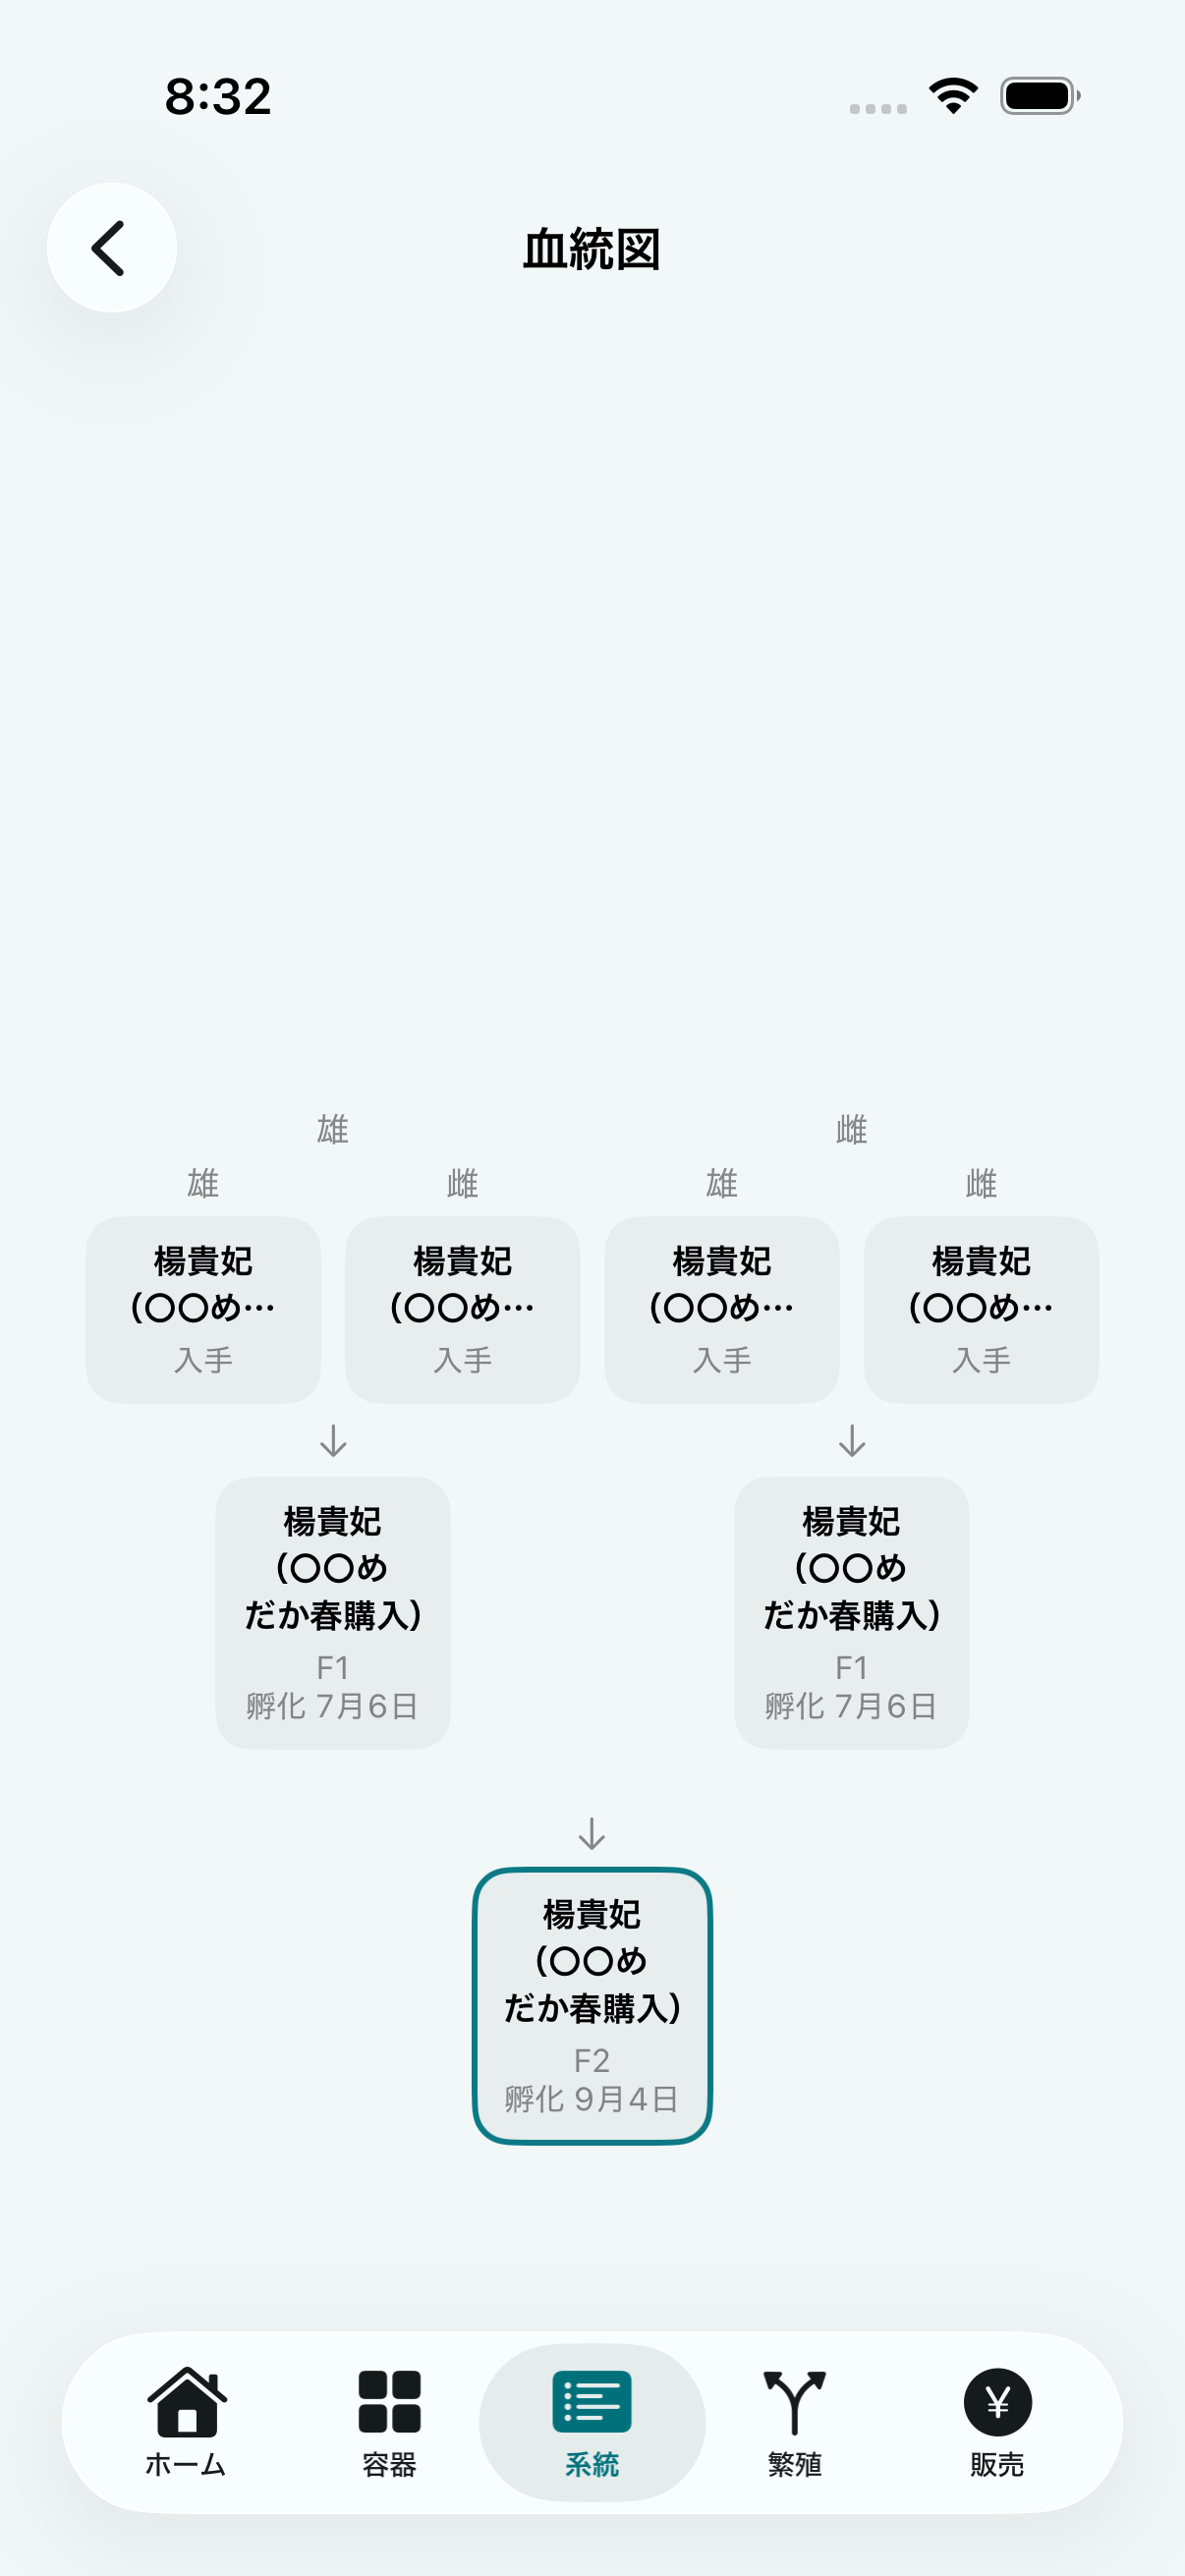 8:32
血統図
雄 雌
雄 雌 雄 雌
楊貴妃 楊貴妃 楊貴妃 楊貴妃
(〇〇め… (〇〇め… (〇〇め… (〇〇め…
入手 入手 入手 入手
↓ ↓
楊貴妃 楊貴妃
(〇〇め (〇〇め
だか春購入) だか春購入)
F1 F1
孵化 7月6日 孵化 7月6日
↓
楊貴妃
(〇〇め
だか春購入)
F2
孵化 9月4日
¥
ホーム 容器 系統 繁殖 販売